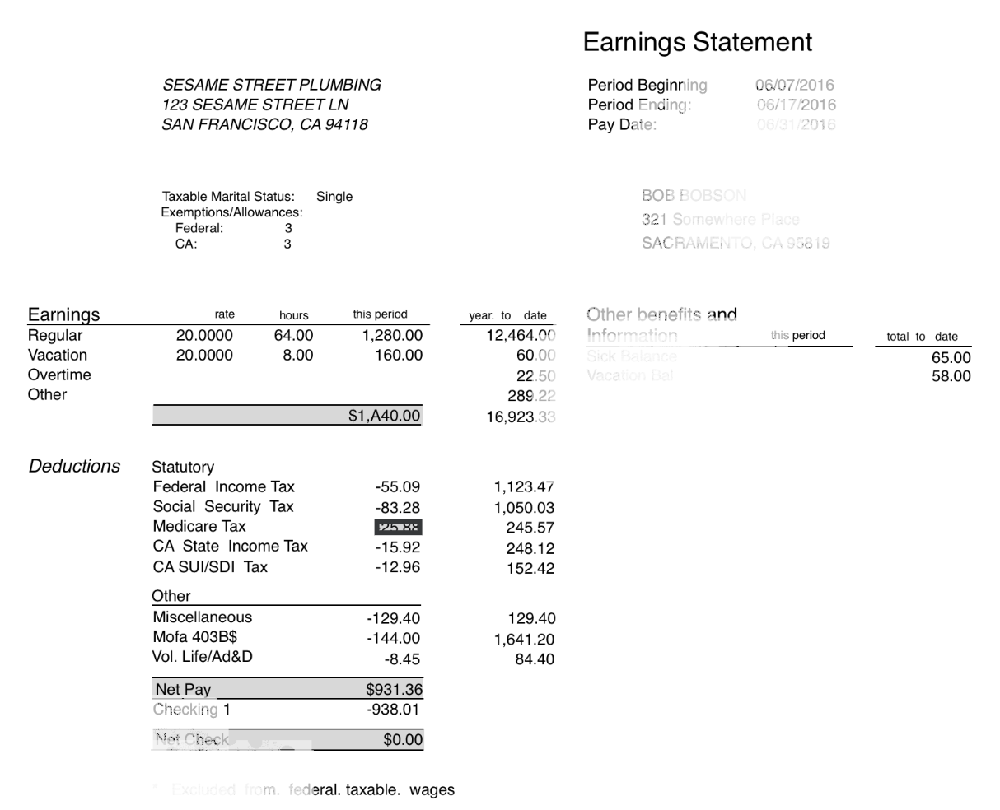 Earnings Statement
SESAME STREET PLUMBING
123 SESAME STREET LN
SAN FRANCISCO, CA 94118
Period Beginning 06/07/2016
Period Ending: 06/17/2016
Pay Date: 06/31/2016
Taxable Marital Status: Single
Exemptions/Allowances:
Federal: 3
CA: 3
BOB BOBSON
321 Somewhere Place
SACRAMENTO, CA 95819
Earnings rate hours this period year. to date
Regular 20.0000 64.00 1,280.00 12,464.00
Vacation 20.0000 8.00 160.00 60.00
Overtime 22.50
Other 289.22
$1,A40.00 16,923.33
Other benefits and
Information this period total to date
Sick Balance 65.00
Vacation Bal 58.00
Deductions Statutory
Federal Income Tax -55.09 1,123.47
Social Security Tax -83.28 1,050.03
Medicare Tax 245.57
CA State Income Tax -15.92 248.12
CA SUI/SDI Tax -12.96 152.42
Other
Miscellaneous -129.40 129.40
Mofa 403B$ -144.00 1,641.20
Vol. Life/Ad&D -8.45 84.40
Net Pay $931.36
Checking 1 -938.01
Net Check $0.00
* Excluded from. federal. taxable. wages